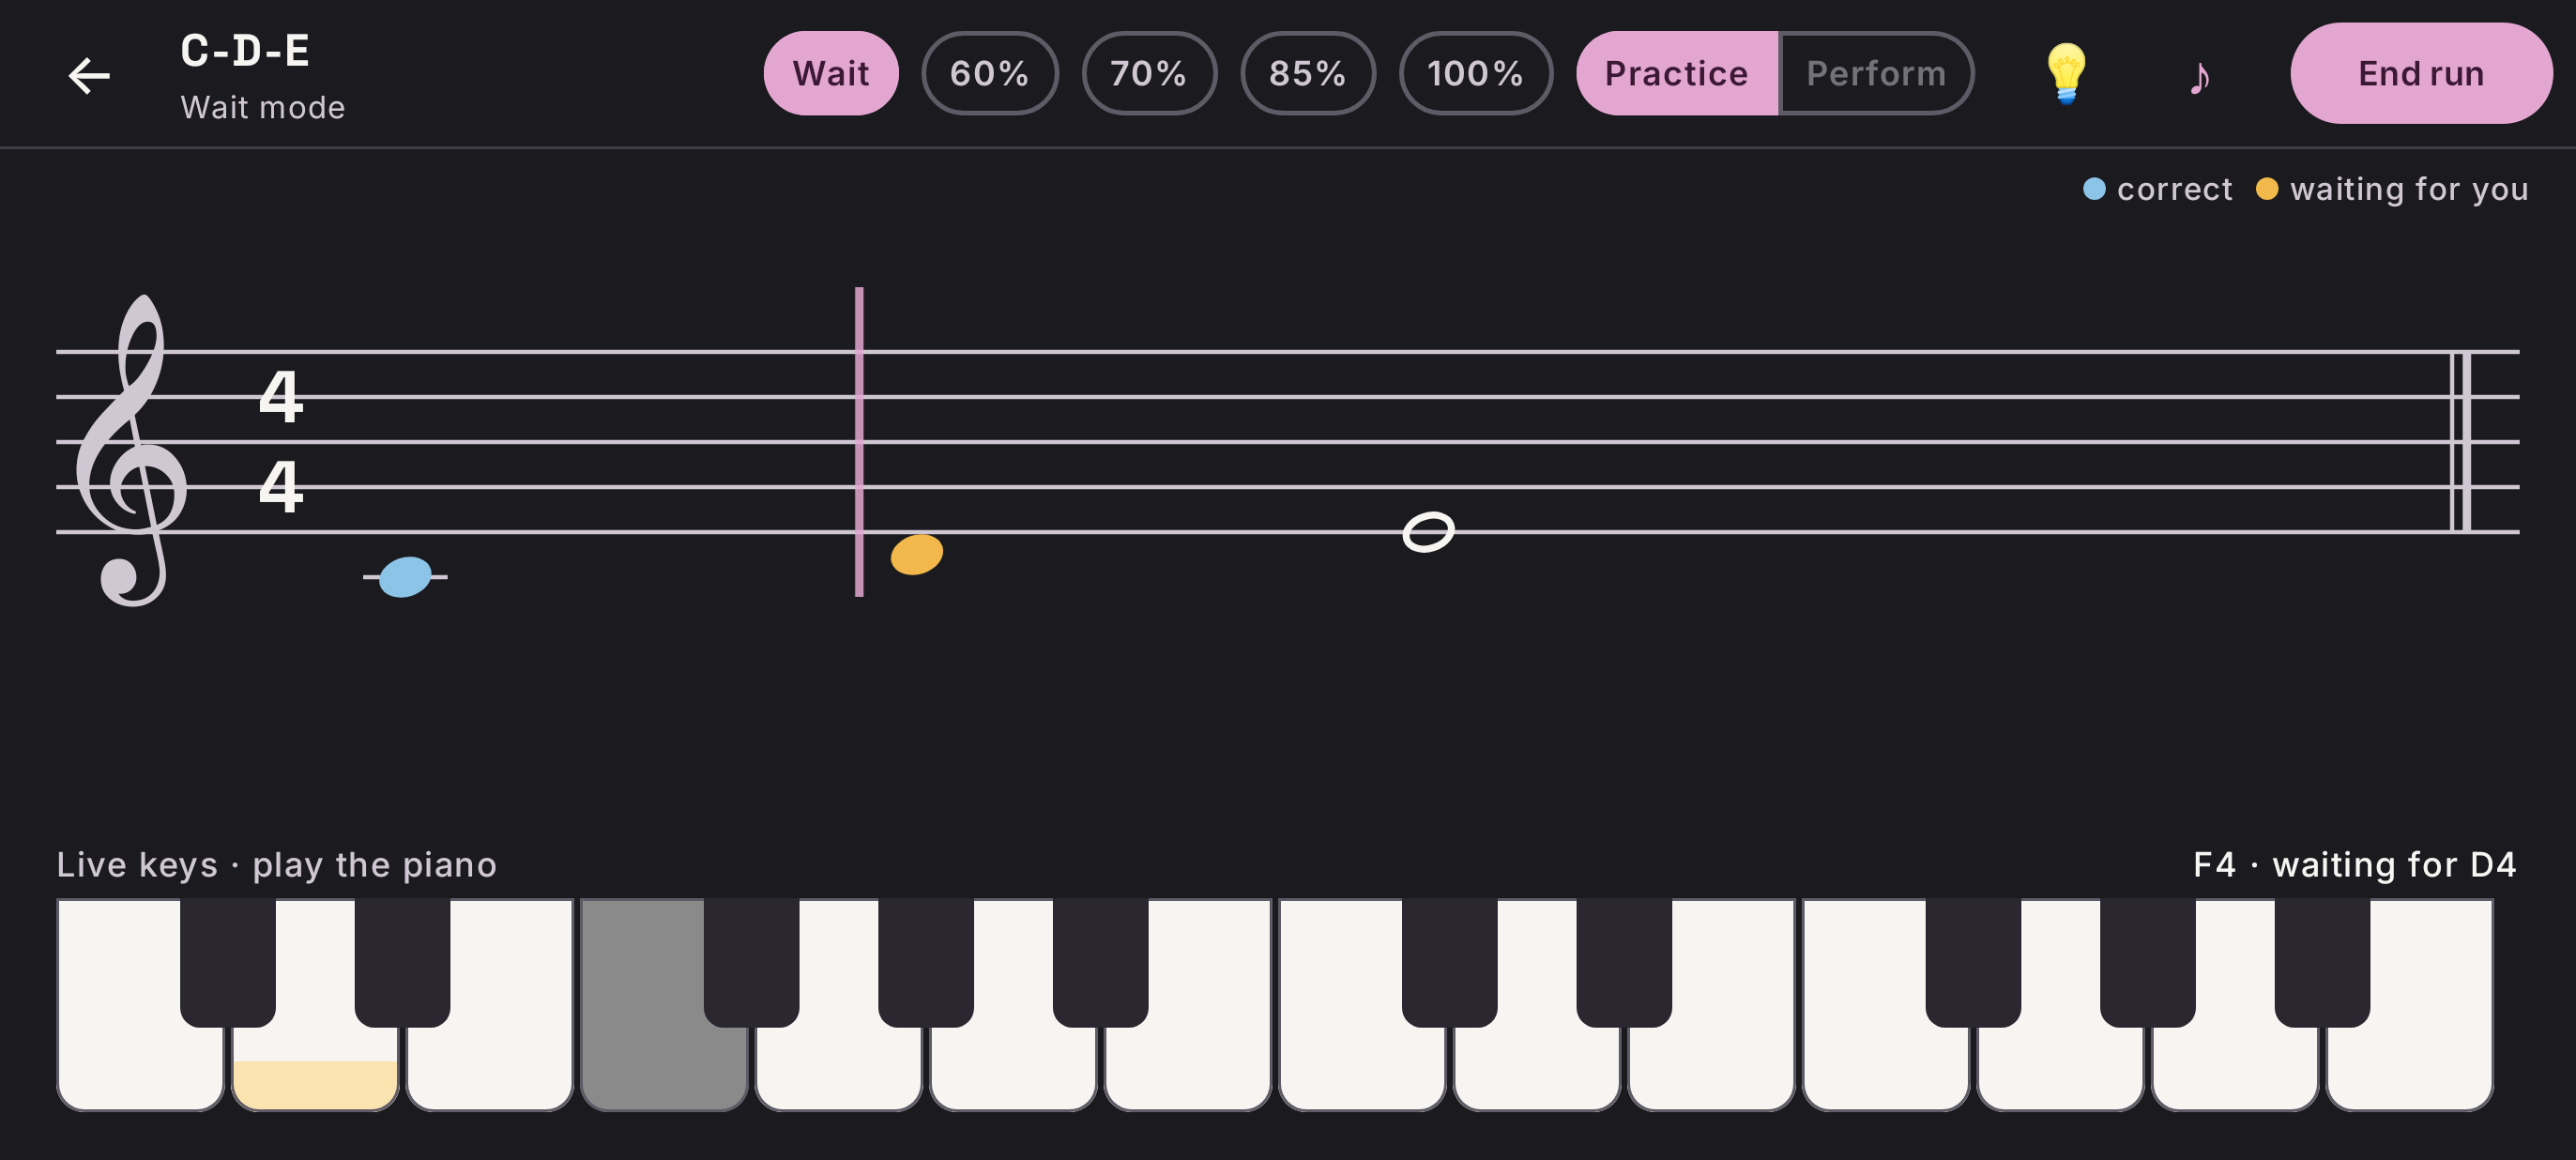 C-D-E
Wait mode
Wait 60% 70% 85% 100% Practice Perform End run
correct waiting for you
4
4
Live keys · play the piano
F4 · waiting for D4